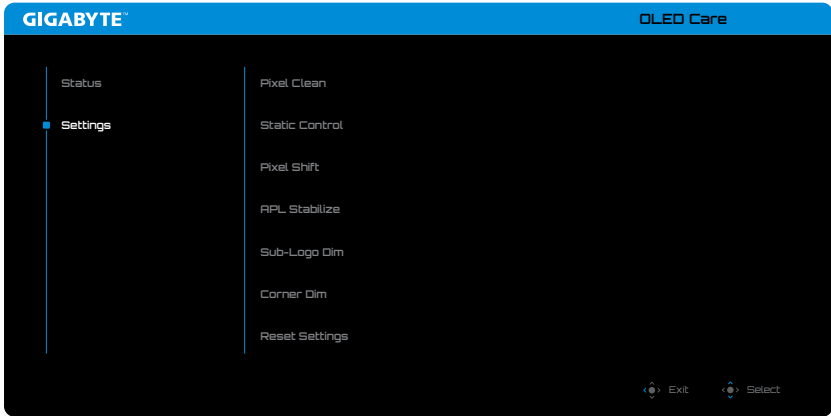 GIGABYTE™ OLED Care
Status
Settings
Pixel Clean
Static Control
Pixel Shift
APL Stabilize
Sub-Logo Dim
Corner Dim
Reset Settings
Exit Select